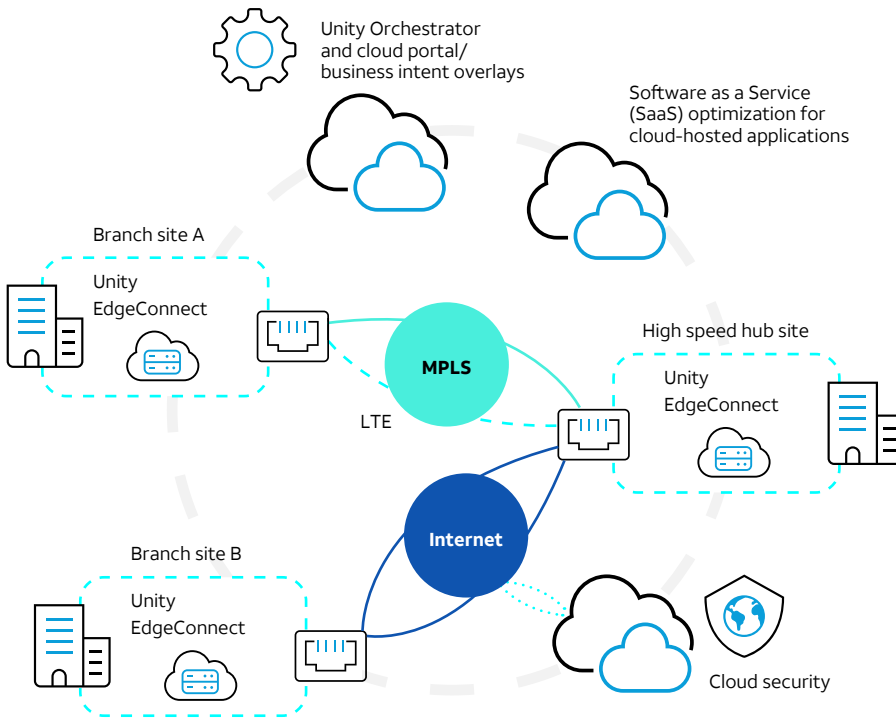 Unity Orchestrator
and cloud portal/
business intent overlays
Software as a Service
(SaaS) optimization for
cloud-hosted applications
Branch site A
Unity
EdgeConnect
MPLS
LTE
High speed hub site
Unity
EdgeConnect
Internet
Branch site B
Unity
EdgeConnect
Cloud security